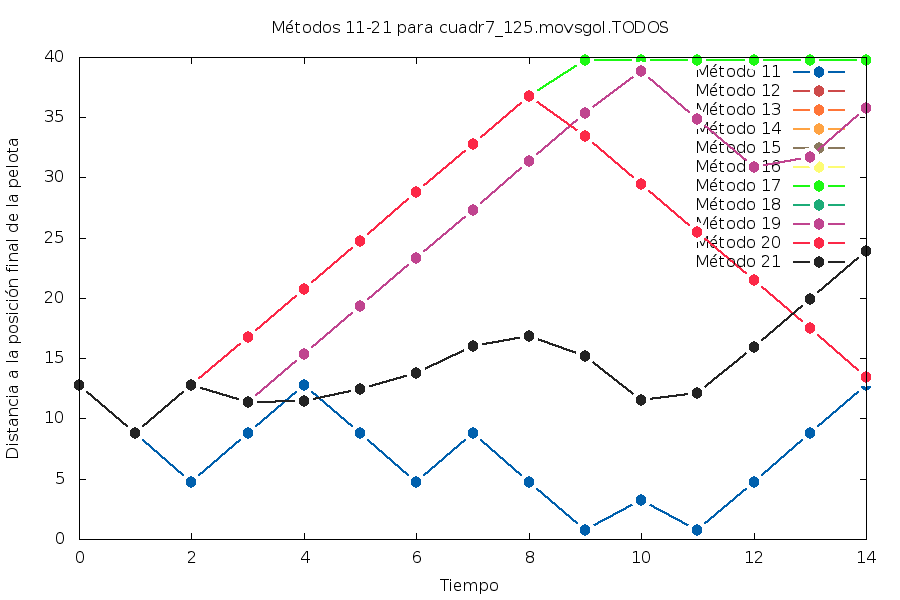 Métodos 11-21 para cuadr7_125.movsgol.TODOS
Distancia a la posición final de la pelota
40
35
30
25
20
15
10
5
0
0 2 4 6 8 10 12 14
Tiempo
Método 11
Método 12
Método 13
Método 14
Método 15
Método 16
Método 17
Método 18
Método 19
Método 20
Método 21